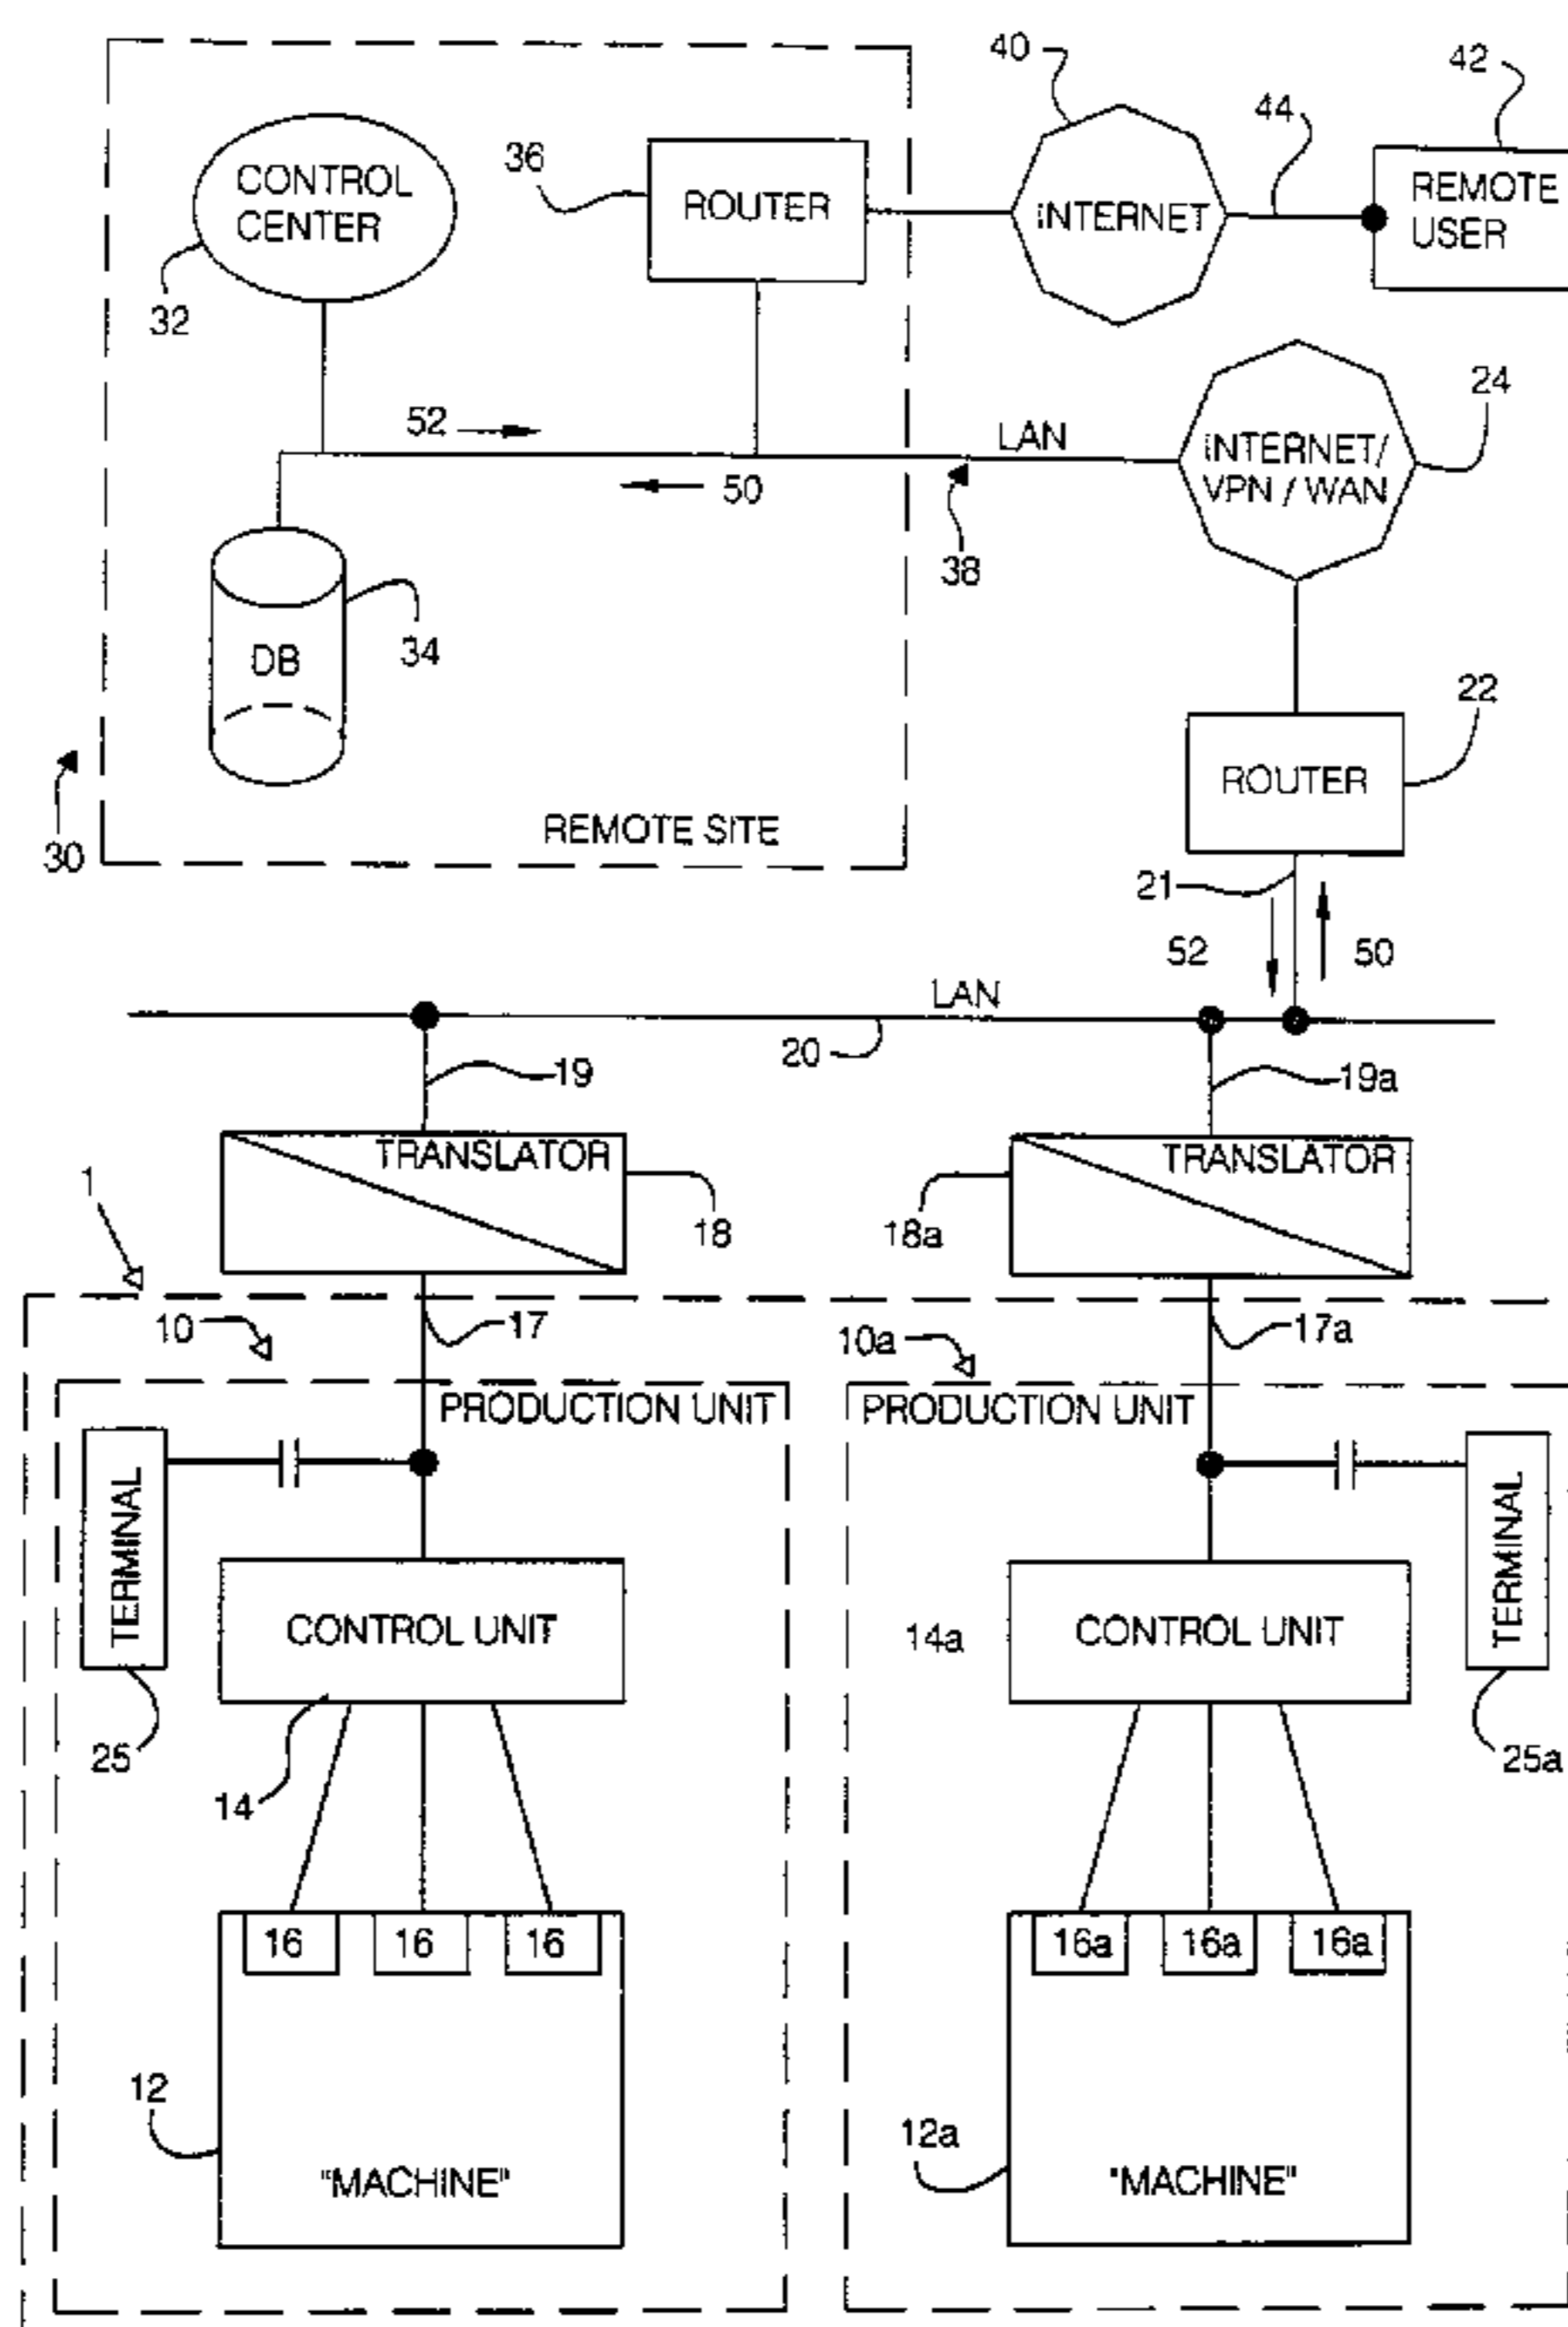 40
42
44
36
CONTROL
CENTER
ROUTER
INTERNET
REMOTE
USER
32
24
52
LAN
INTERNET/
VPN / WAN
50
38
34
DB
22
ROUTER
REMOTE SITE
30
21
52
50
LAN
20
19
19a
TRANSLATOR
TRANSLATOR
1
18
18a
10
17
10a
17a
PRODUCTION UNIT
PRODUCTION UNIT
TERMINAL
TERMINAL
CONTROL UNIT
14a
CONTROL UNIT
25
25a
14
16
16
16
16a
16a
16a
12
12a
"MACHINE"
"MACHINE"